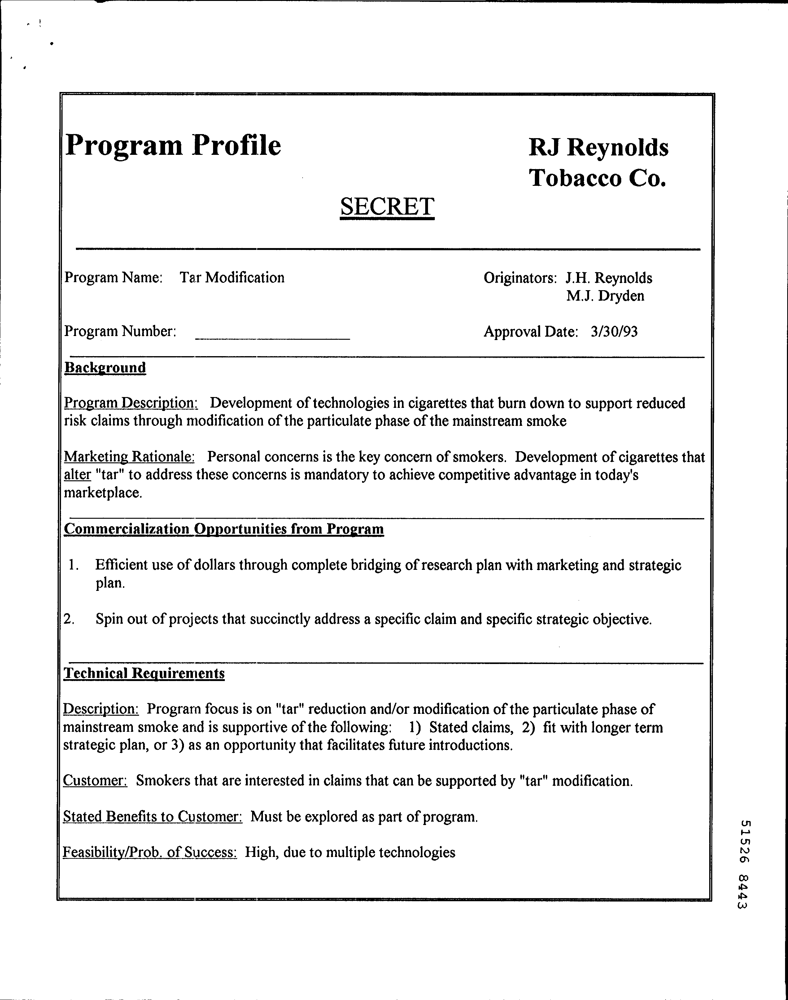 Program Profile
RJ Reynolds
Tobacco Co.
SECRET
Program Name: Tar Modification
Originators: J.H. Reynolds
M.J. Dryden
Program Number:
Approval Date: 3/30/93
Background
Program Description: Development of technologies in cigarettes that burn down to support reduced
risk claims through modification of the particulate phase of the mainstream smoke
Marketing Rationale: Personal concerns is the key concern of smokers. Development of cigarettes that
alter "tar" to address these concerns is mandatory to achieve competitive advantage in today's
marketplace.
Commercialization Opportunities from Program
1. Efficient use of dollars through complete bridging of research plan with marketing and strategic
plan.
2. Spin out of projects that succinctly address a specific claim and specific strategic objective.
Technical Requirements
Description: Program focus is on "tar" reduction and/or modification of the particulate phase of
mainstream smoke and is supportive of the following: 1) Stated claims, 2) fit with longer term
strategic plan, or 3) as an opportunity that facilitates future introductions.
Customer: Smokers that are interested in claims that can be supported by "tar" modification.
Stated Benefits to Customer: Must be explored as part of program.
Feasibility/Prob. of Success: High, due to multiple technologies
51526 8443